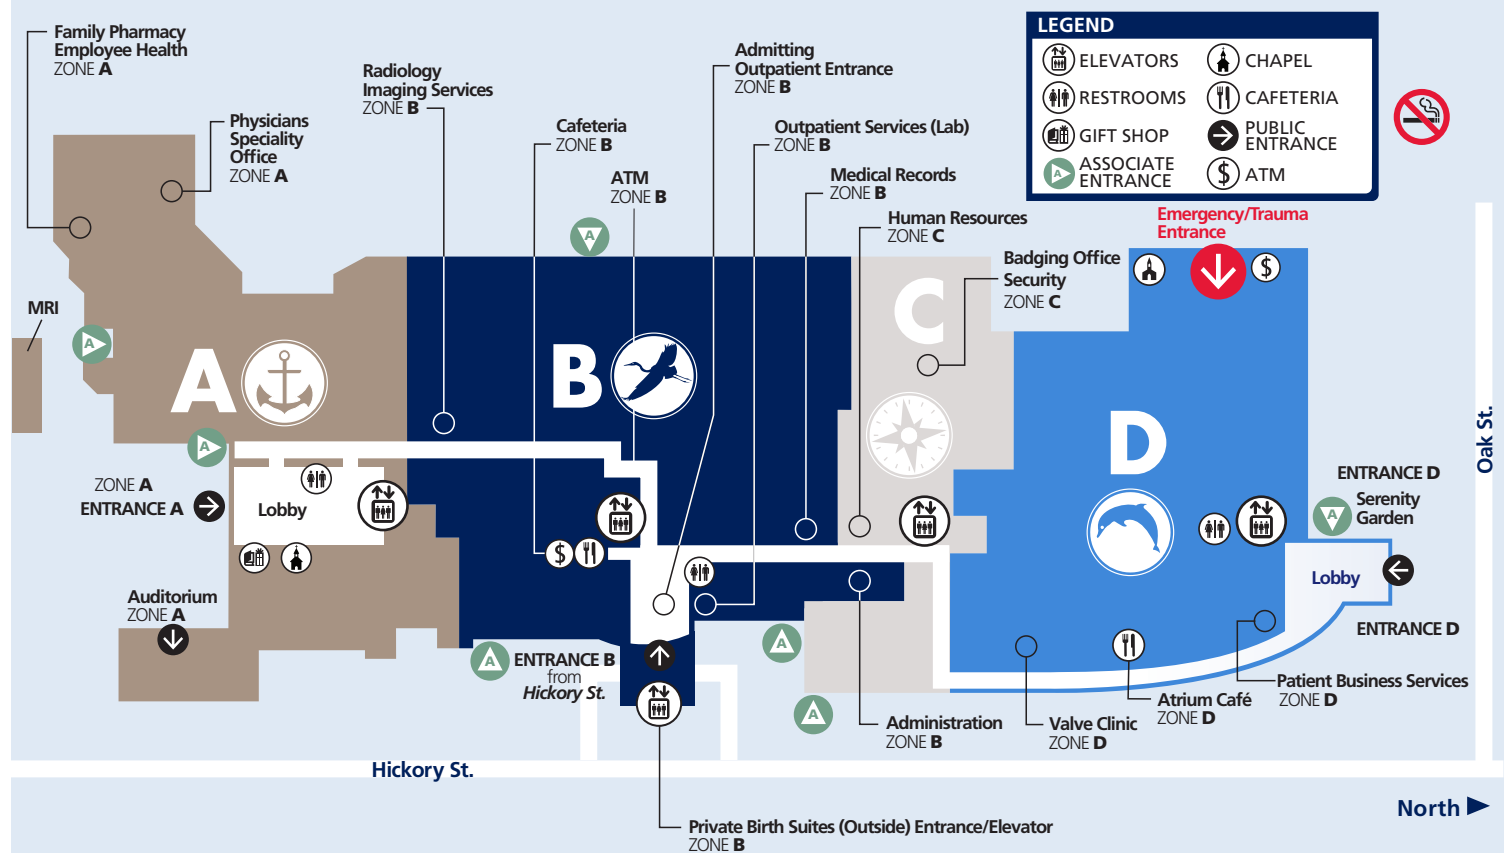 Family Pharmacy
Employee Health
ZONE A
Physicians
Speciality
Office
ZONE A
Radiology
Imaging Services
ZONE B
Cafeteria
ZONE B
ATM
ZONE B
Admitting
Outpatient Entrance
ZONE B
Outpatient Services (Lab)
ZONE B
Medical Records
ZONE B
Human Resources
ZONE C
Badging Office
Security
ZONE C
LEGEND
ELEVATORS
CHAPEL
RESTROOMS
CAFETERIA
GIFT SHOP
PUBLIC
ENTRANCE
A
ASSOCIATE
ENTRANCE
$
ATM
Emergency/Trauma
Entrance
$
A
MRI
A
A
B
C
D
Oak St.
A
ZONE A
ENTRANCE A
Lobby
$
ENTRANCE D
A
Serenity
Garden
Lobby
ENTRANCE D
Auditorium
ZONE A
A
ENTRANCE B
from
Hickory St.
A
A
Patient Business Services
ZONE D
Atrium Café
ZONE D
Valve Clinic
ZONE D
Administration
ZONE B
Hickory St.
North
Private Birth Suites (Outside) Entrance/Elevator
ZONE B